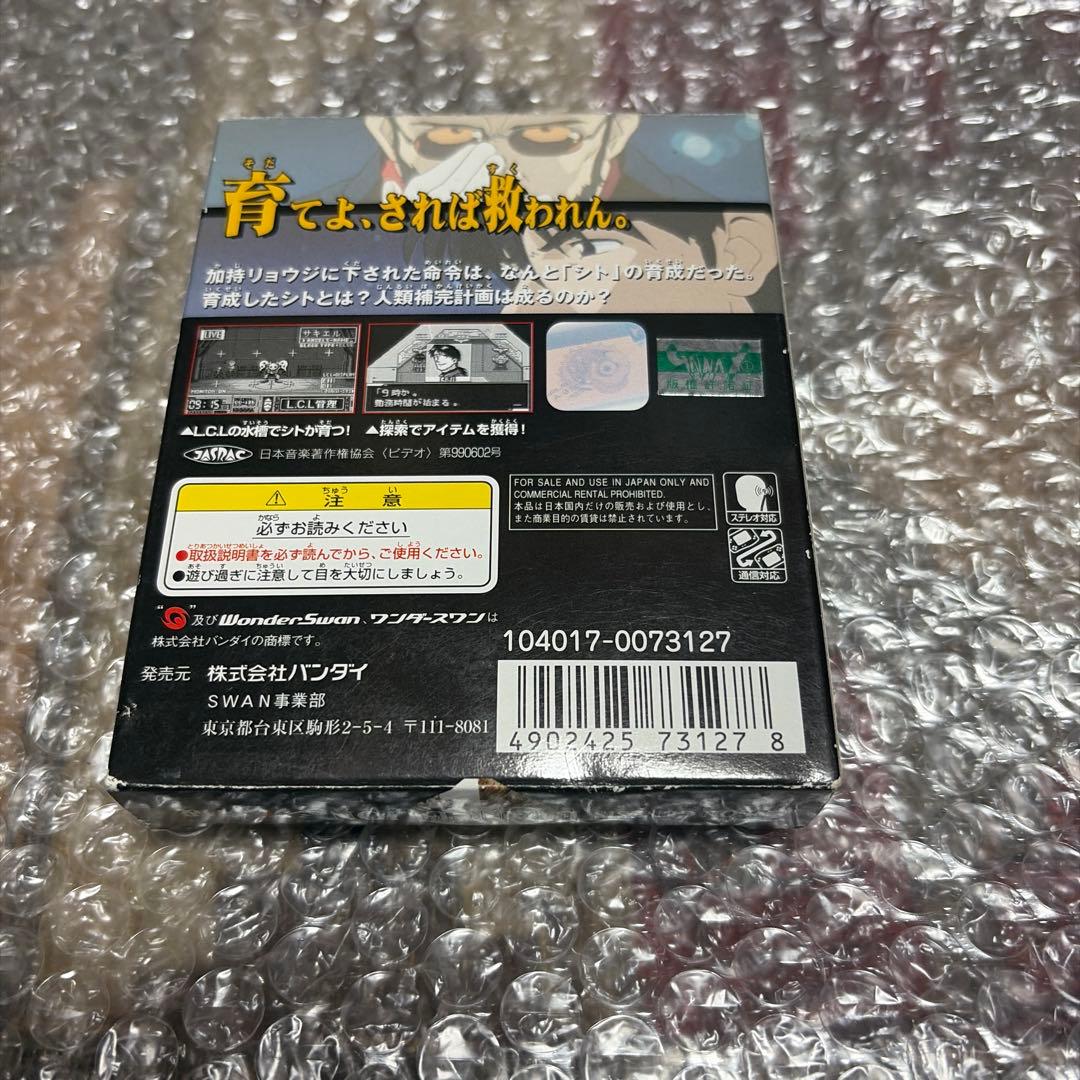 育てよ、されば救われん。
加持リョウジに下された命令は、なんと「シト」の育成だった。
育成したシトとは？人類補完計画は成るのか？
LIVE
サキエル
09:15
L.C.L管理
「9時か。
勤務時間が始まる。
版権許諾証
▲L.C.Lの水槽でシトが育つ！
▲探索でアイテムを獲得！
JASRAC
日本音楽著作権協会〈ビデオ〉第990602号
⚠ 注意
必ずお読みください
●取扱説明書を必ず読んでから、ご使用ください。
●遊び過ぎに注意して目を大切にしましょう。
FOR SALE AND USE IN JAPAN ONLY AND
COMMERCIAL RENTAL PROHIBITED.
本品は日本国内だけの販売および使用とし、
また商業目的の賃貸は禁止されています。
ステレオ対応
通信対応
“ ”及びWonderSwan、ワンダースワンは
株式会社バンダイの商標です。
発売元 株式会社バンダイ
SWAN事業部
東京都台東区駒形2-5-4 〒111-8081
104017-0073127
4902425 73127 8